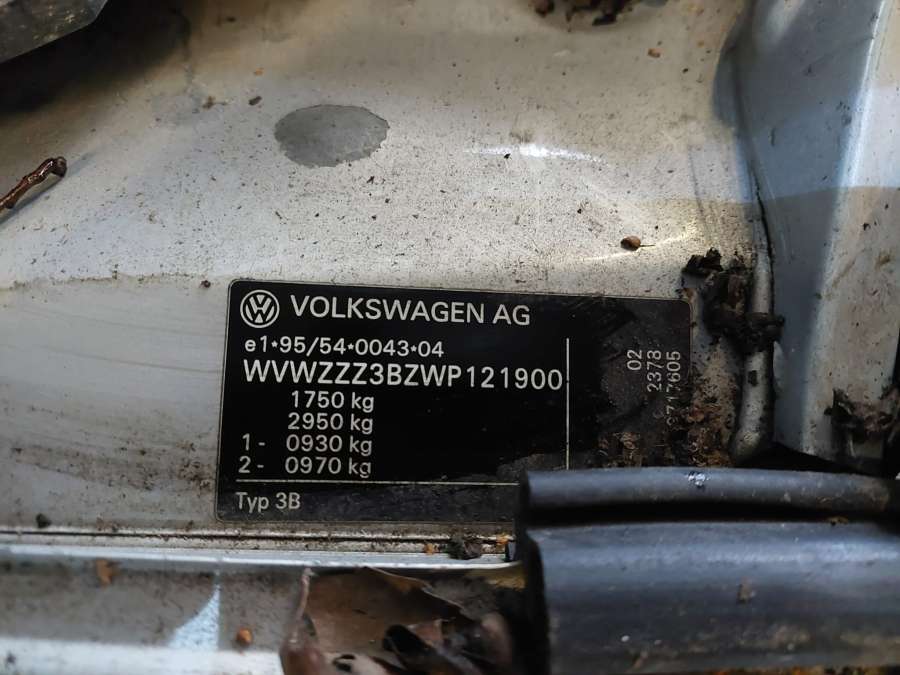 VOLKSWAGEN AG
e1*95/54*0043*04
WVWZZZ3BZWP121900
1750 kg
2950 kg
1- 0930 kg
2- 0970 kg
Typ 3B
02
2378